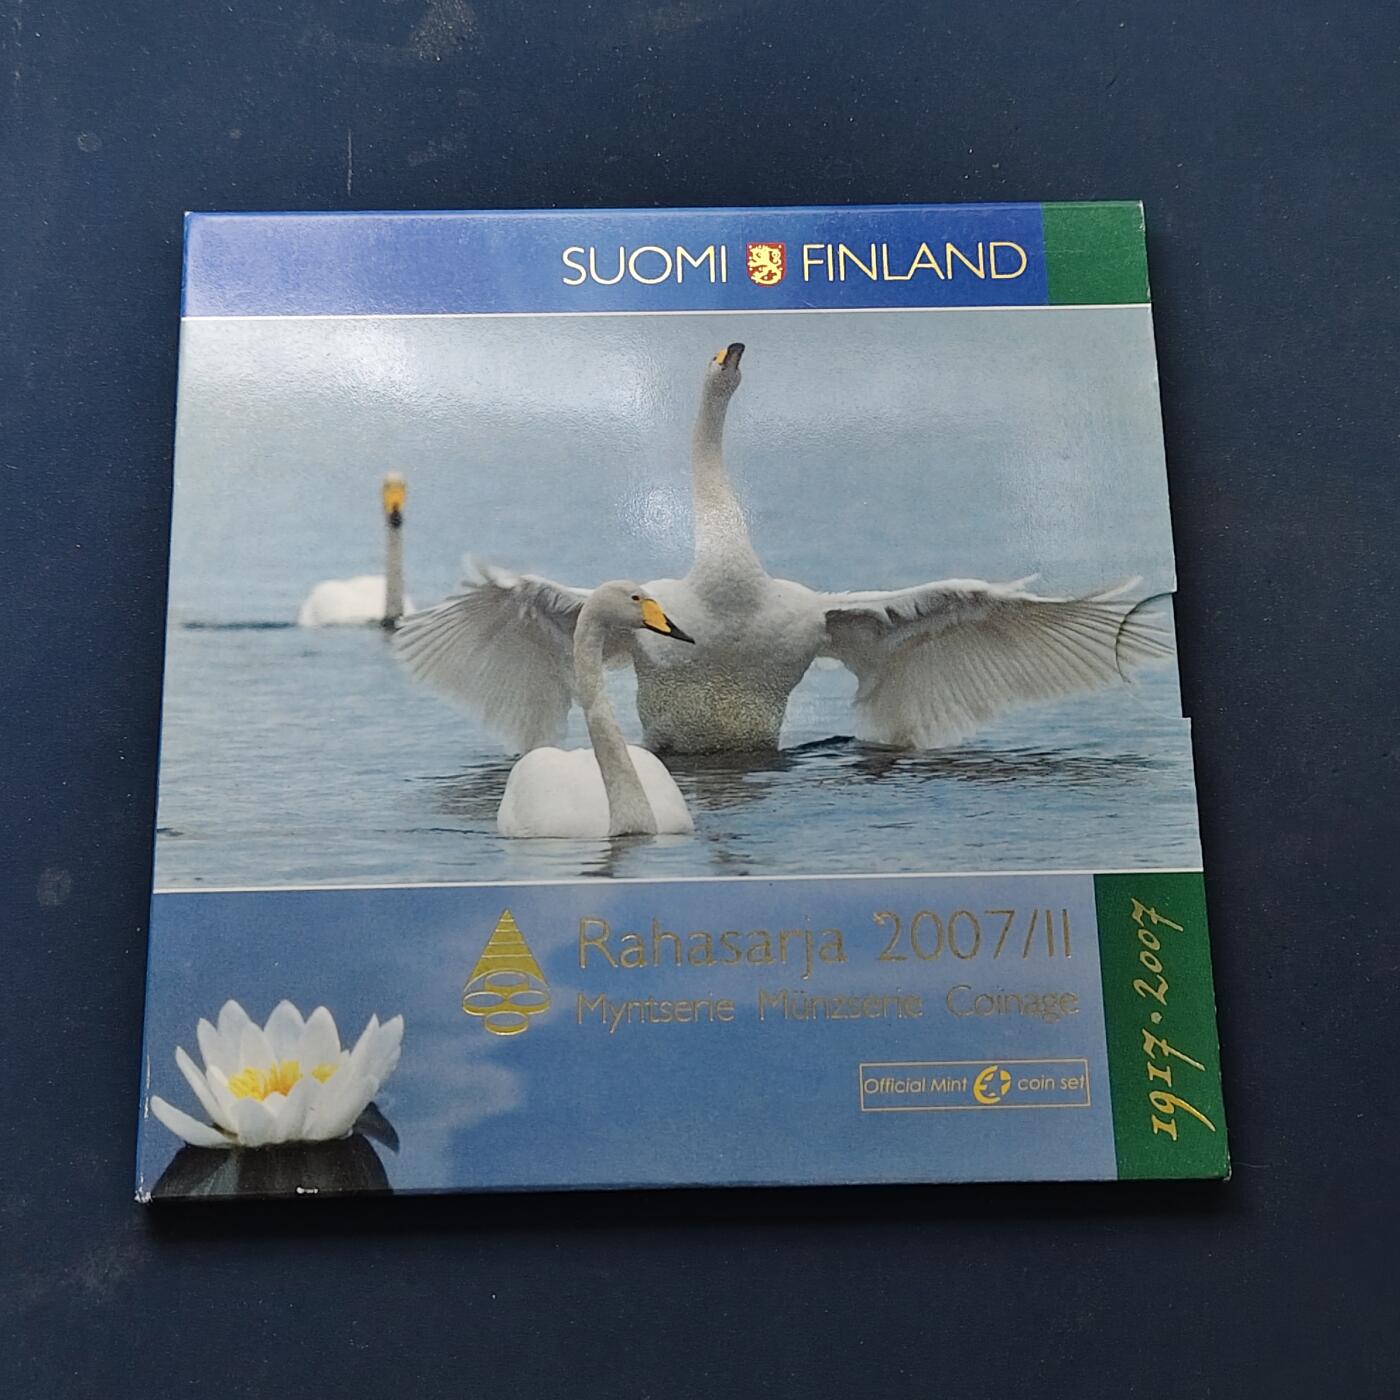 SUOMI FINLAND
Rahasarja 2007/II
Myntserie Münzserie Coinage
Official Mint coin set
1917·2007